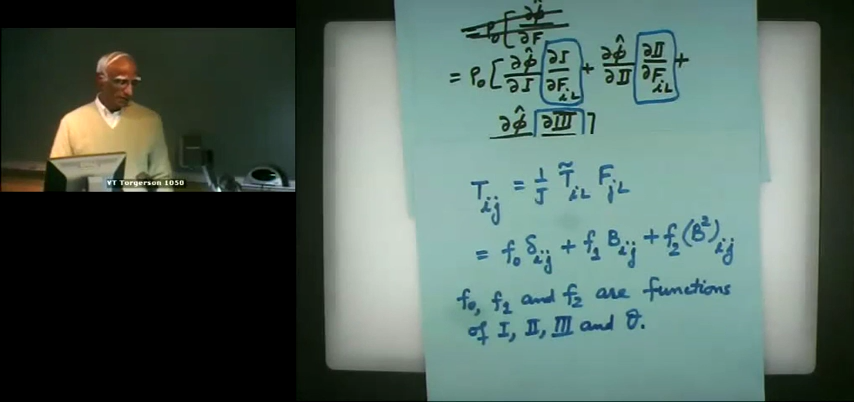 ρ₀[ ∂φ̂/∂F
= ρ₀[ ∂φ̂/∂I ∂I/∂F_iL + ∂φ̂/∂II ∂II/∂F_iL +
∂φ̂ ∂III ]
T_ij = 1/J T̃_iL F_jL
= f₀ δ_ij + f₁ B_ij + f₂ (B²)_ij
f₀, f₁ and f₂ are functions
of I, II, III and θ.
VT Torgerson 1050